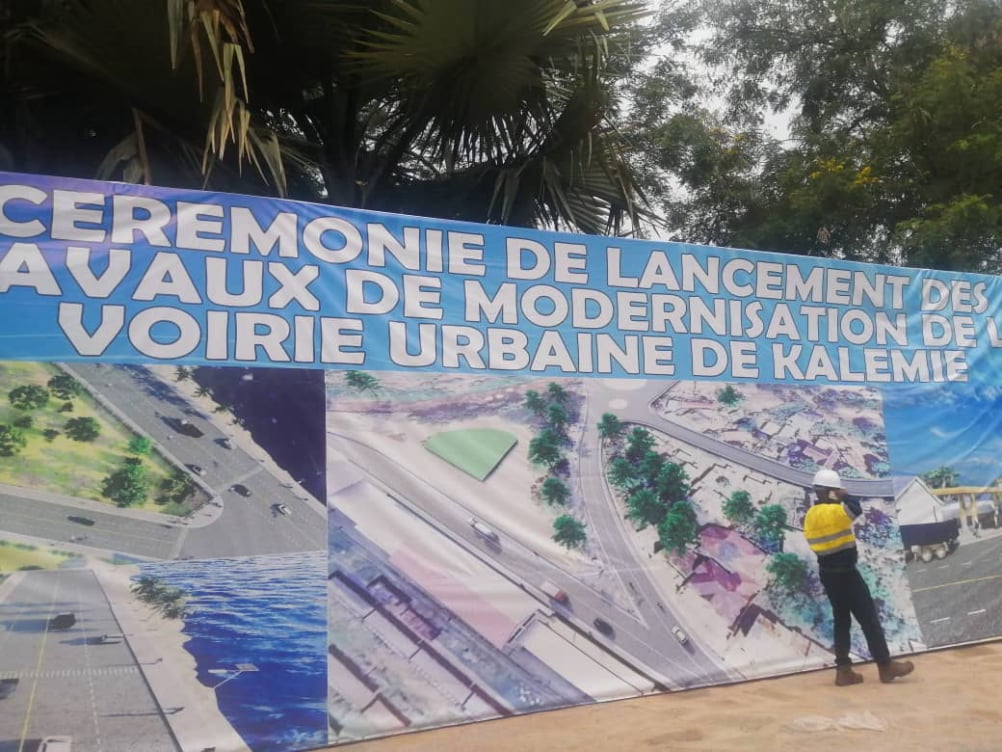 CEREMONIE DE LANCEMENT DES
AVAUX DE MODERNISATION DE L
VOIRIE URBAINE DE KALEMIE